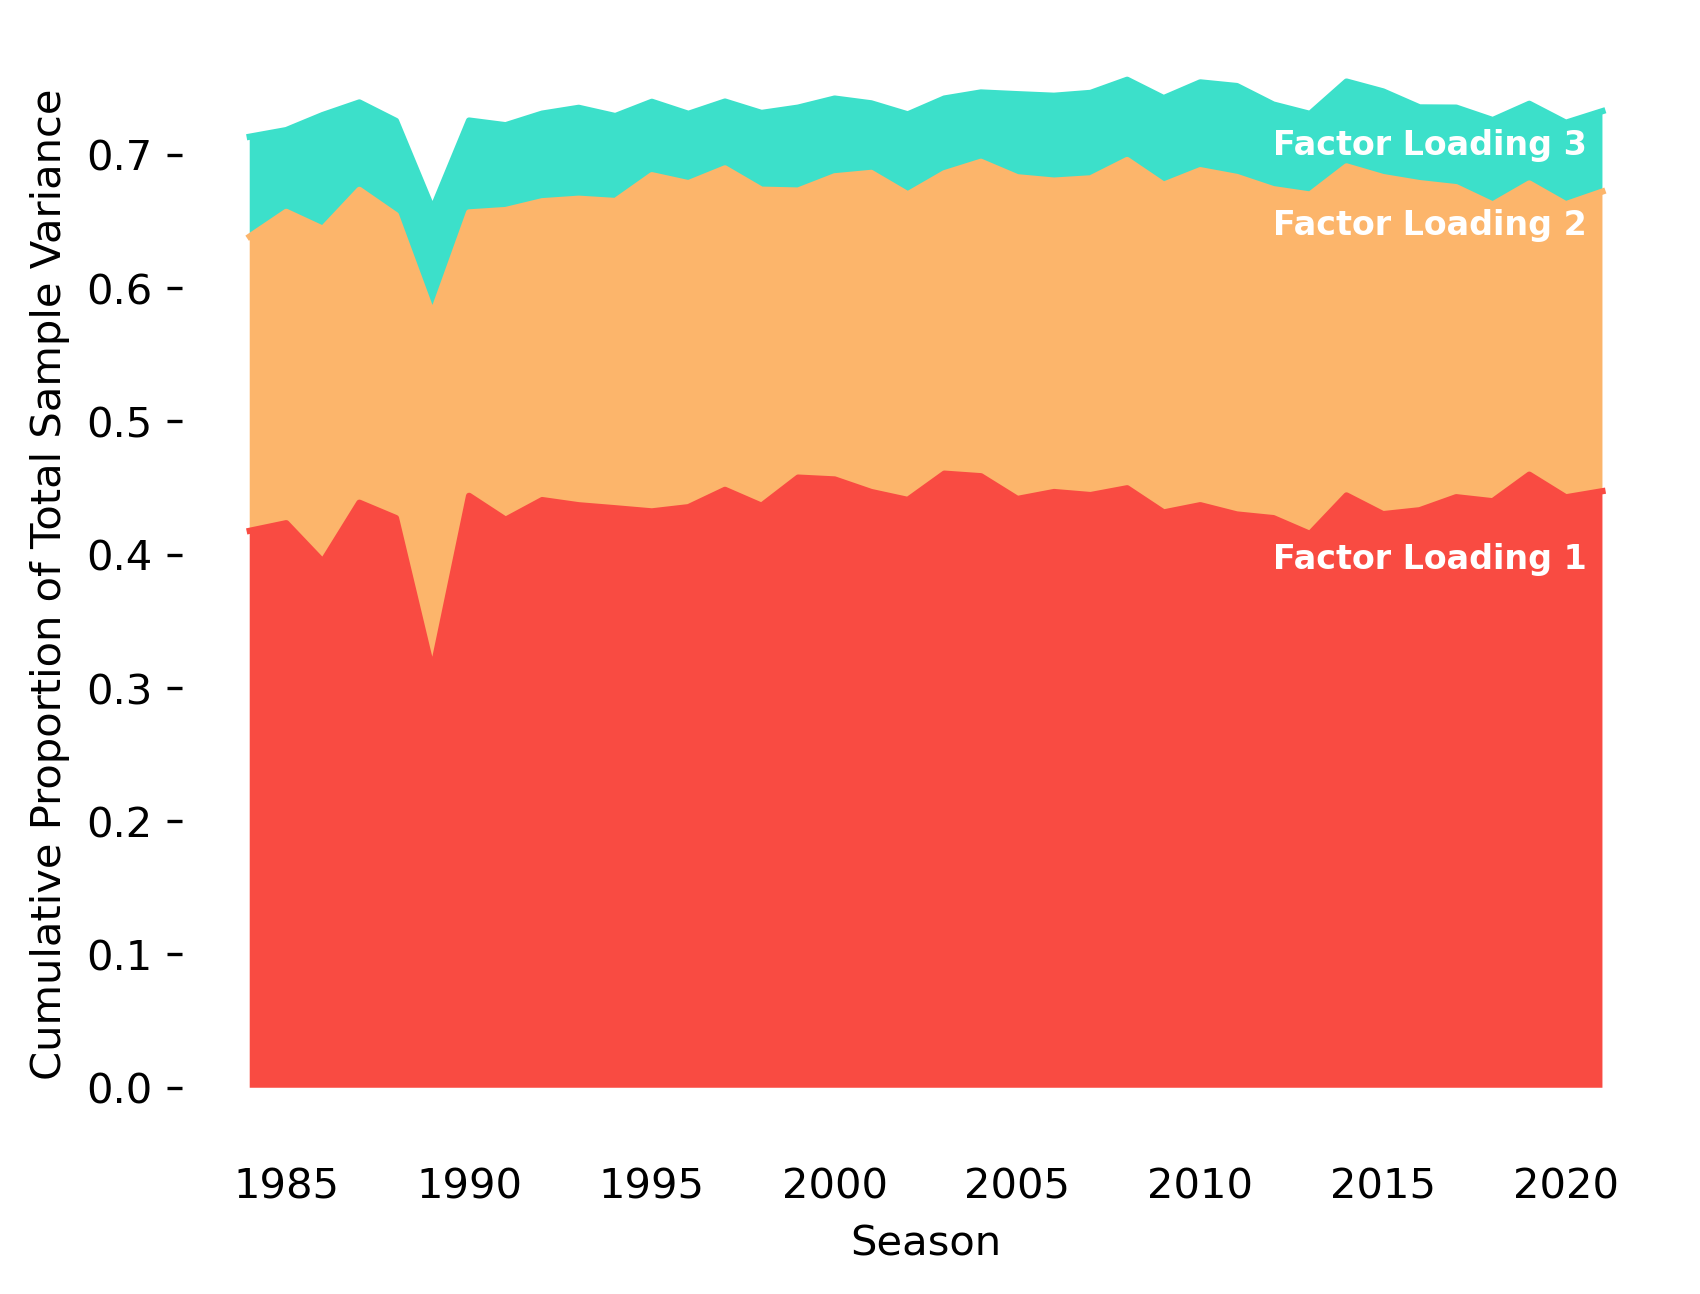 Cumulative Proportion of Total Sample Variance
0.7
0.6
0.5
0.4
0.3
0.2
0.1
0.0
Factor Loading 3
Factor Loading 2
Factor Loading 1
1985 1990 1995 2000 2005 2010 2015 2020
Season